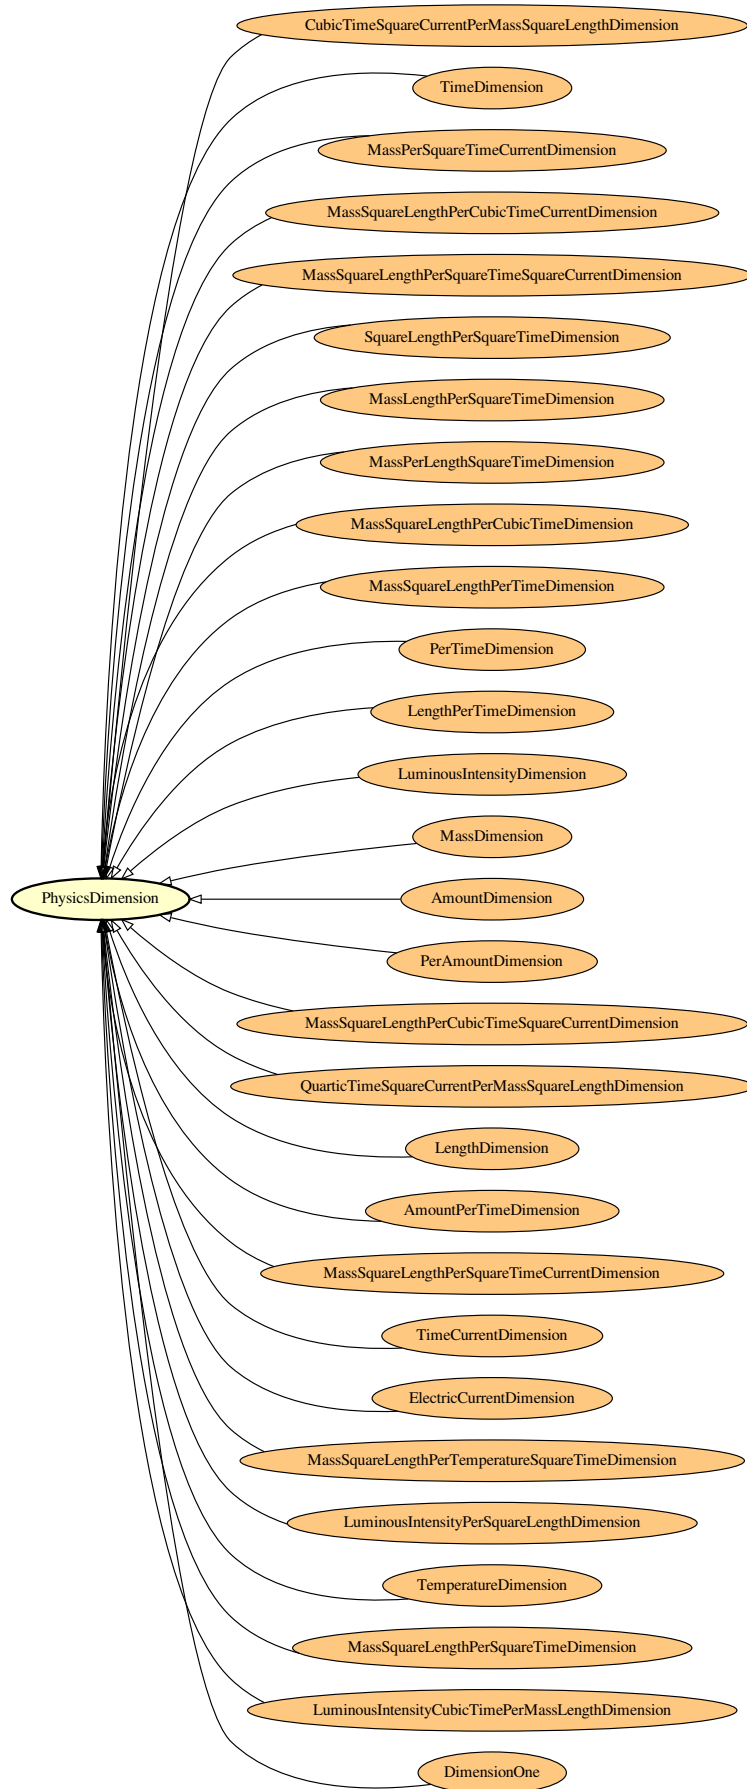 CubicTimeSquareCurrentPerMassSquareLengthDimension
TimeDimension
MassPerSquareTimeCurrentDimension
MassSquareLengthPerCubicTimeCurrentDimension
MassSquareLengthPerSquareTimeSquareCurrentDimension
SquareLengthPerSquareTimeDimension
MassLengthPerSquareTimeDimension
MassPerLengthSquareTimeDimension
MassSquareLengthPerCubicTimeDimension
MassSquareLengthPerTimeDimension
PerTimeDimension
LengthPerTimeDimension
LuminousIntensityDimension
MassDimension
PhysicsDimension
AmountDimension
PerAmountDimension
MassSquareLengthPerCubicTimeSquareCurrentDimension
QuarticTimeSquareCurrentPerMassSquareLengthDimension
LengthDimension
AmountPerTimeDimension
MassSquareLengthPerSquareTimeCurrentDimension
TimeCurrentDimension
ElectricCurrentDimension
MassSquareLengthPerTemperatureSquareTimeDimension
LuminousIntensityPerSquareLengthDimension
TemperatureDimension
MassSquareLengthPerSquareTimeDimension
LuminousIntensityCubicTimePerMassLengthDimension
DimensionOne